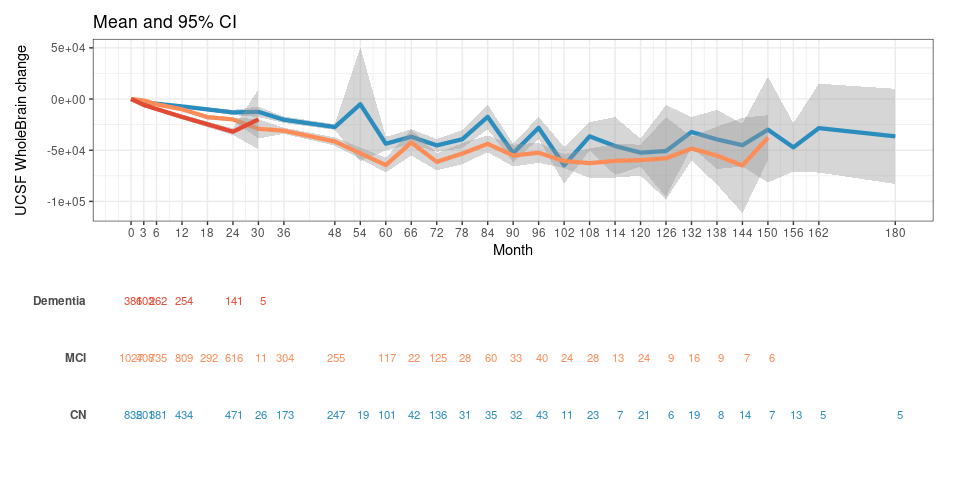 Mean and 95% CI
UCSF WholeBrain change
5e+04
0e+00
-5e+04
-1e+05
0 3 6 12 18 24 30 36 48 54 60 66 72 78 84 90 96 102 108 114 120 126 132 138 144 150 156 162 180
Month
Dementia 262 254 141 5
MCI 735 809 292 616 11 304 255 117 22 125 28 60 33 40 24 28 13 24 9 16 9 7 6
CN 381 434 471 26 173 247 19 101 42 136 31 35 32 43 11 23 7 21 6 19 8 14 7 13 5 5